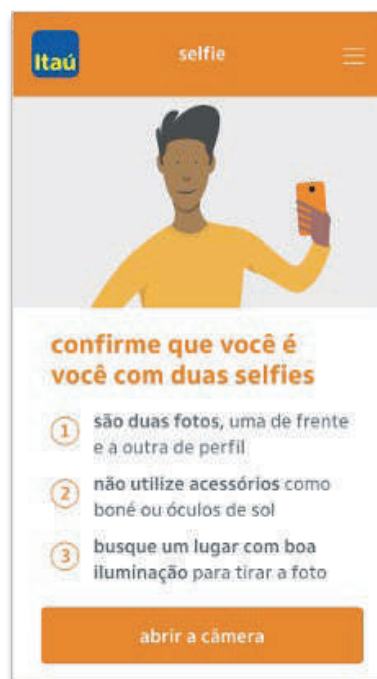 Itaú
selfie
confirme que você é
você com duas selfies
1 são duas fotos, uma de frente
e a outra de perfil
2 não utilize acessórios como
boné ou óculos de sol
3 busque um lugar com boa
iluminação para tirar a foto
abrir a câmera